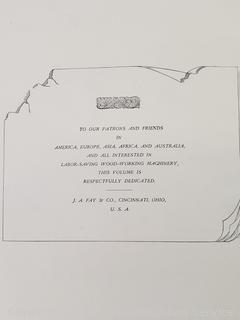 TO OUR PATRONS AND FRIENDS
IN
AMERICA, EUROPE, ASIA, AFRICA, AND AUSTRALIA,
AND ALL INTERESTED IN
LABOR-SAVING WOOD-WORKING MACHINERY,
THIS VOLUME IS
RESPECTFULLY DEDICATED.
J. A. FAY & CO., CINCINNATI, OHIO,
U. S. A.